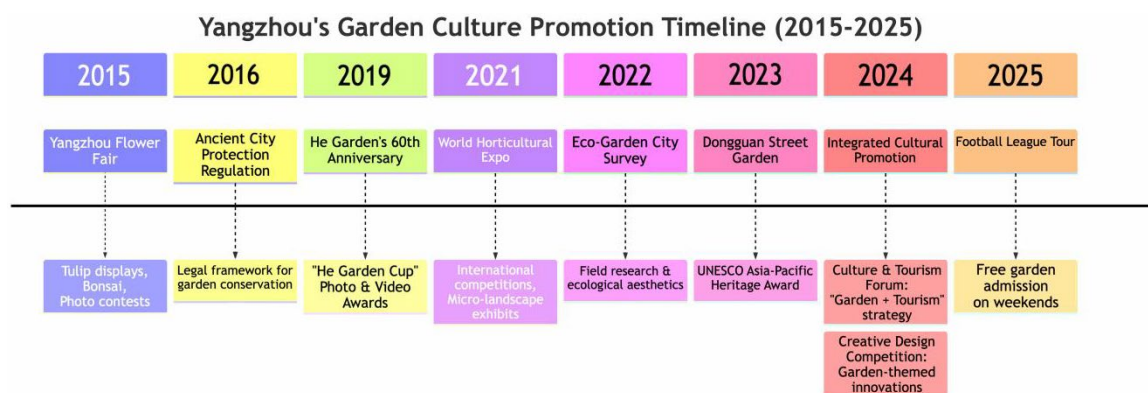 Yangzhou's Garden Culture Promotion Timeline (2015-2025)
2015
2016
2019
2021
2022
2023
2024
2025
Yangzhou Flower
Fair
Ancient City
Protection
Regulation
He Garden's 60th
Anniversary
World Horticultural
Expo
Eco-Garden City
Survey
Dongguan Street
Garden
Integrated Cultural
Promotion
Football League Tour
Tulip displays,
Bonsai,
Photo contests
Legal framework for
garden conservation
"He Garden Cup"
Photo & Video
Awards
International
competitions,
Micro-landscape
exhibits
Field research &
ecological aesthetics
UNESCO Asia-Pacific
Heritage Award
Culture & Tourism
Forum:
"Garden + Tourism"
strategy
Creative Design
Competition:
Garden-themed
innovations
Free garden
admission
on weekends